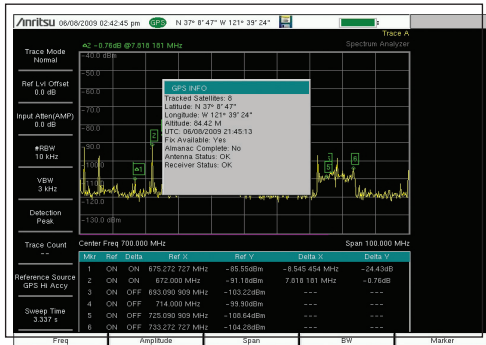 Anritsu 06/08/2009 02:42:45 pm GPS N 37° 8' 47" W 121° 39' 24"
Trace A
Δ2 -0.76dB @7.818 181 MHz
Spectrum Analyzer
Trace Mode
Normal
Ref Lvl Offset
0.0 dB
Input Atten(AMP)
0.0 dB
#RBW
10 kHz
VBW
3 kHz
Detection
Peak
Trace Count
--
Reference Source
GPS Hi Accy
Sweep Time
3.337 s
-40.0 dBm
-50.0
-60.0
-80.0
-100.0
-120.0
-130.0 dBm
GPS INFO
Tracked Satellites: 6
Latitude: N 37° 8' 47"
Longitude: W 121° 39' 24"
Altitude: 84.42 M
UTC: 06/08/2009 21:45:13
Fix Available: Yes
Almanac Complete: No
Antenna Status: OK
Receiver Status: OK
Δ1
2
5
6
Center Freq 700.000 MHz
Span 100.000 MHz
Mkr Ref Delta Ref X Ref Y Delta X Delta Y
1 ON ON 675.272 727 MHz -85.55dBm -8.545 454 MHz -24.43dB
2 ON ON 672.000 MHz -91.18dBm 7.818 181 MHz -0.76dB
3 ON OFF 693.090 909 MHz -103.22dBm --- ---
4 ON OFF 714.000 MHz -99.90dBm --- ---
5 ON OFF 725.090 909 MHz -108.64dBm --- ---
6 ON OFF 733.272 727 MHz -104.28dBm --- ---
Freq
Amplitude
Span
BW
Marker